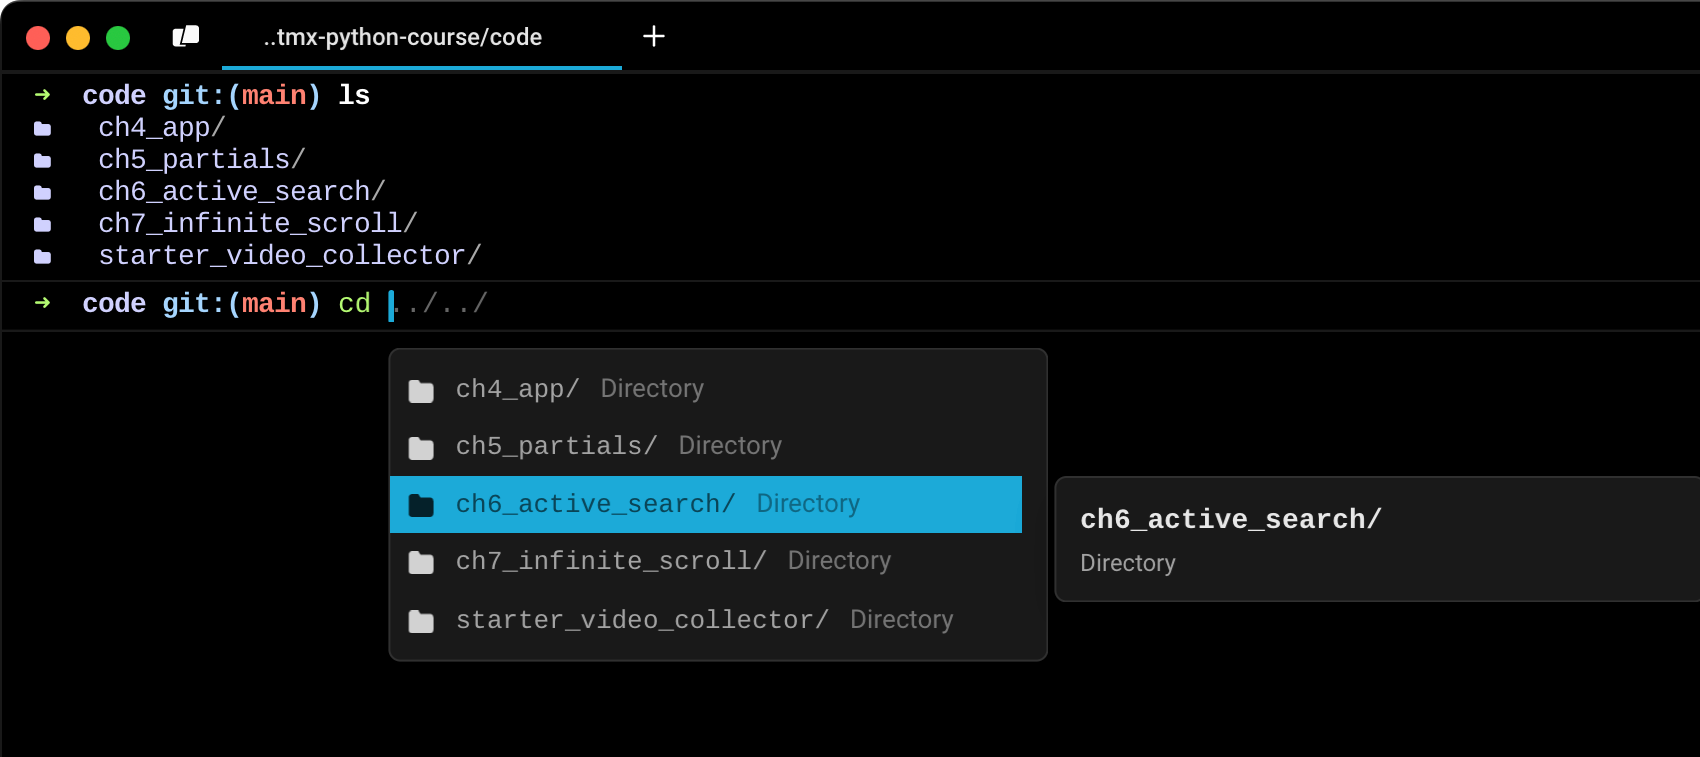 ..tmx-python-course/code
+
➜ code git:(main) ls
ch4_app/
ch5_partials/
ch6_active_search/
ch7_infinite_scroll/
starter_video_collector/
➜ code git:(main) cd ../../
ch4_app/ Directory
ch5_partials/ Directory
ch6_active_search/ Directory
ch7_infinite_scroll/ Directory
starter_video_collector/ Directory
ch6_active_search/
Directory